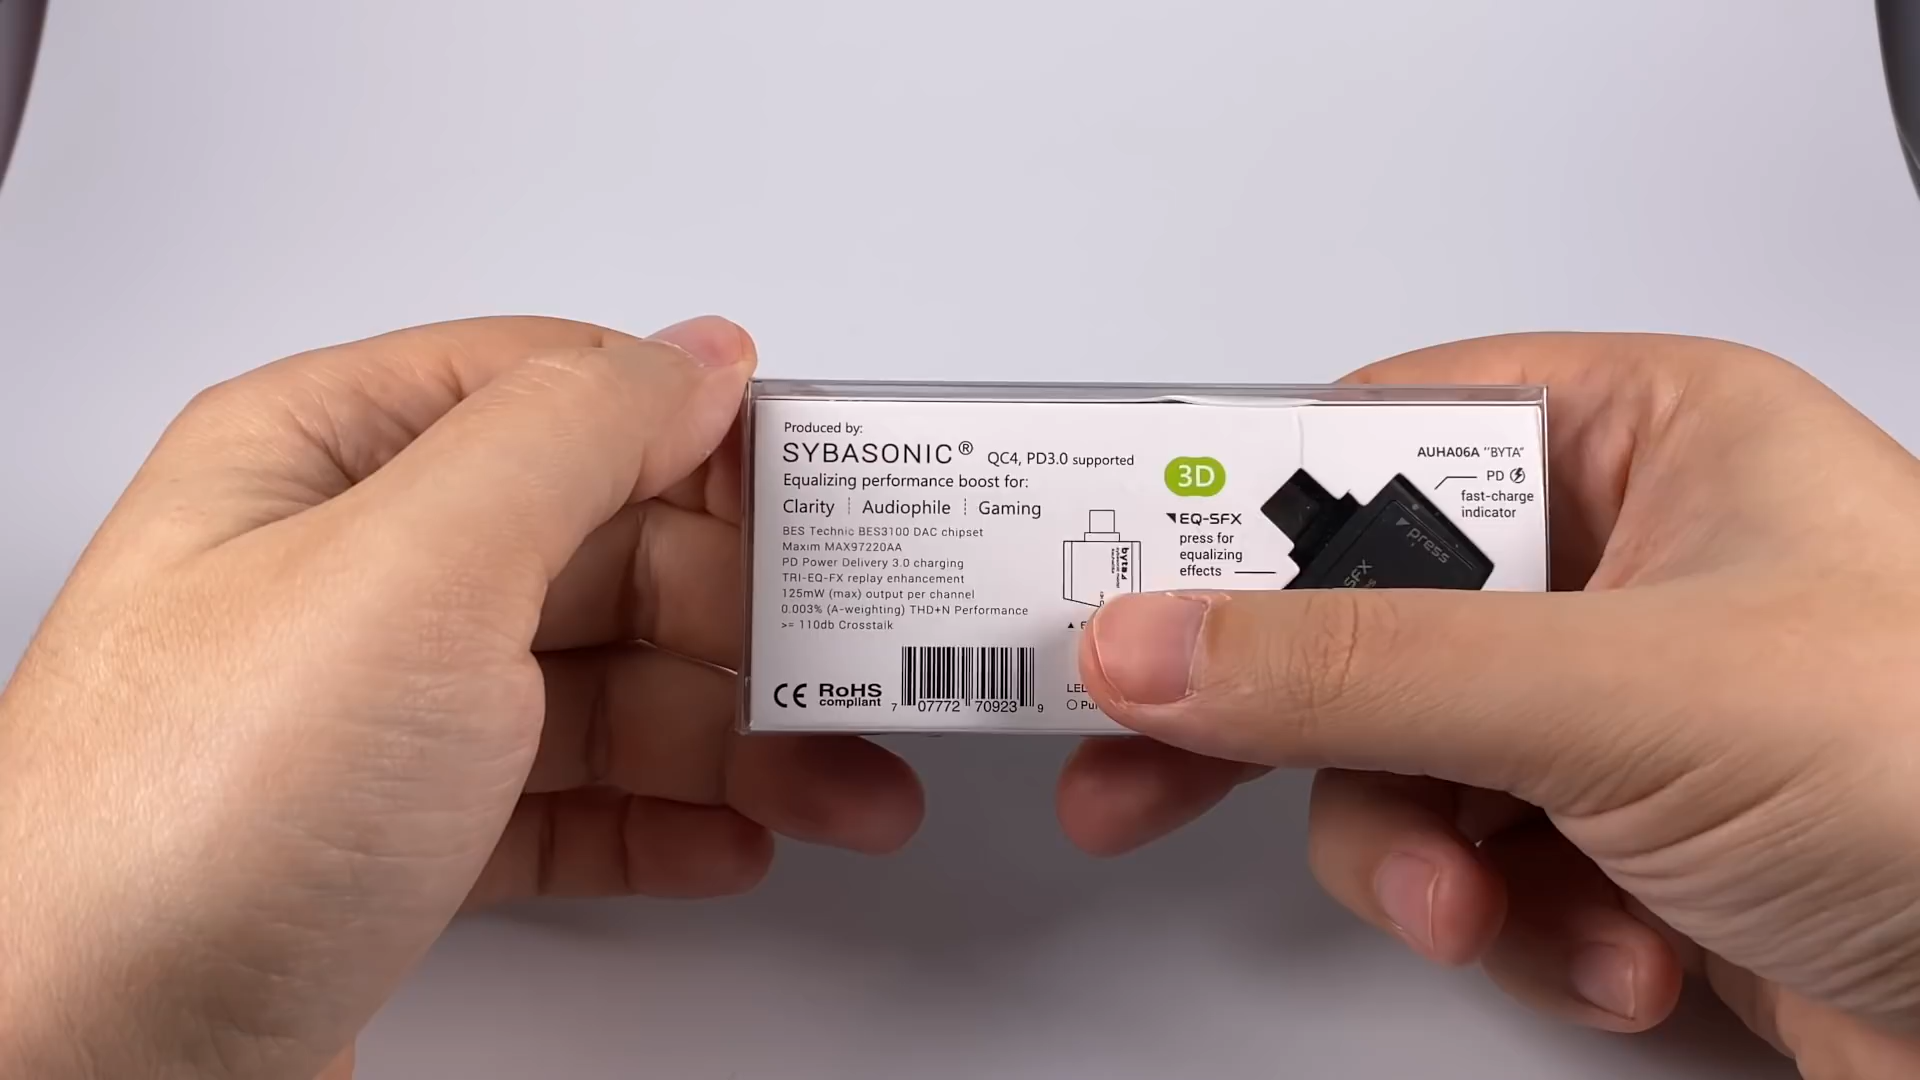 Produced by:
SYBASONIC® QC4, PD3.0 supported
Equalizing performance boost for:
Clarity Audiophile Gaming
BES Technic BES3100 DAC chipset
Maxim MAX97220AA
PD Power Delivery 3.0 charging
TRI-EQ-FX replay enhancement
125mW (max) output per channel
0.003% (A-weighting) THD+N Performance
>= 110db Crosstalk
CE RoHS
compliant
7 07772 70923 9
byta
3D
EQ-SFX
press for
equalizing
effects
AUHA06A "BYTA"
PD
fast-charge
indicator
press
SFX